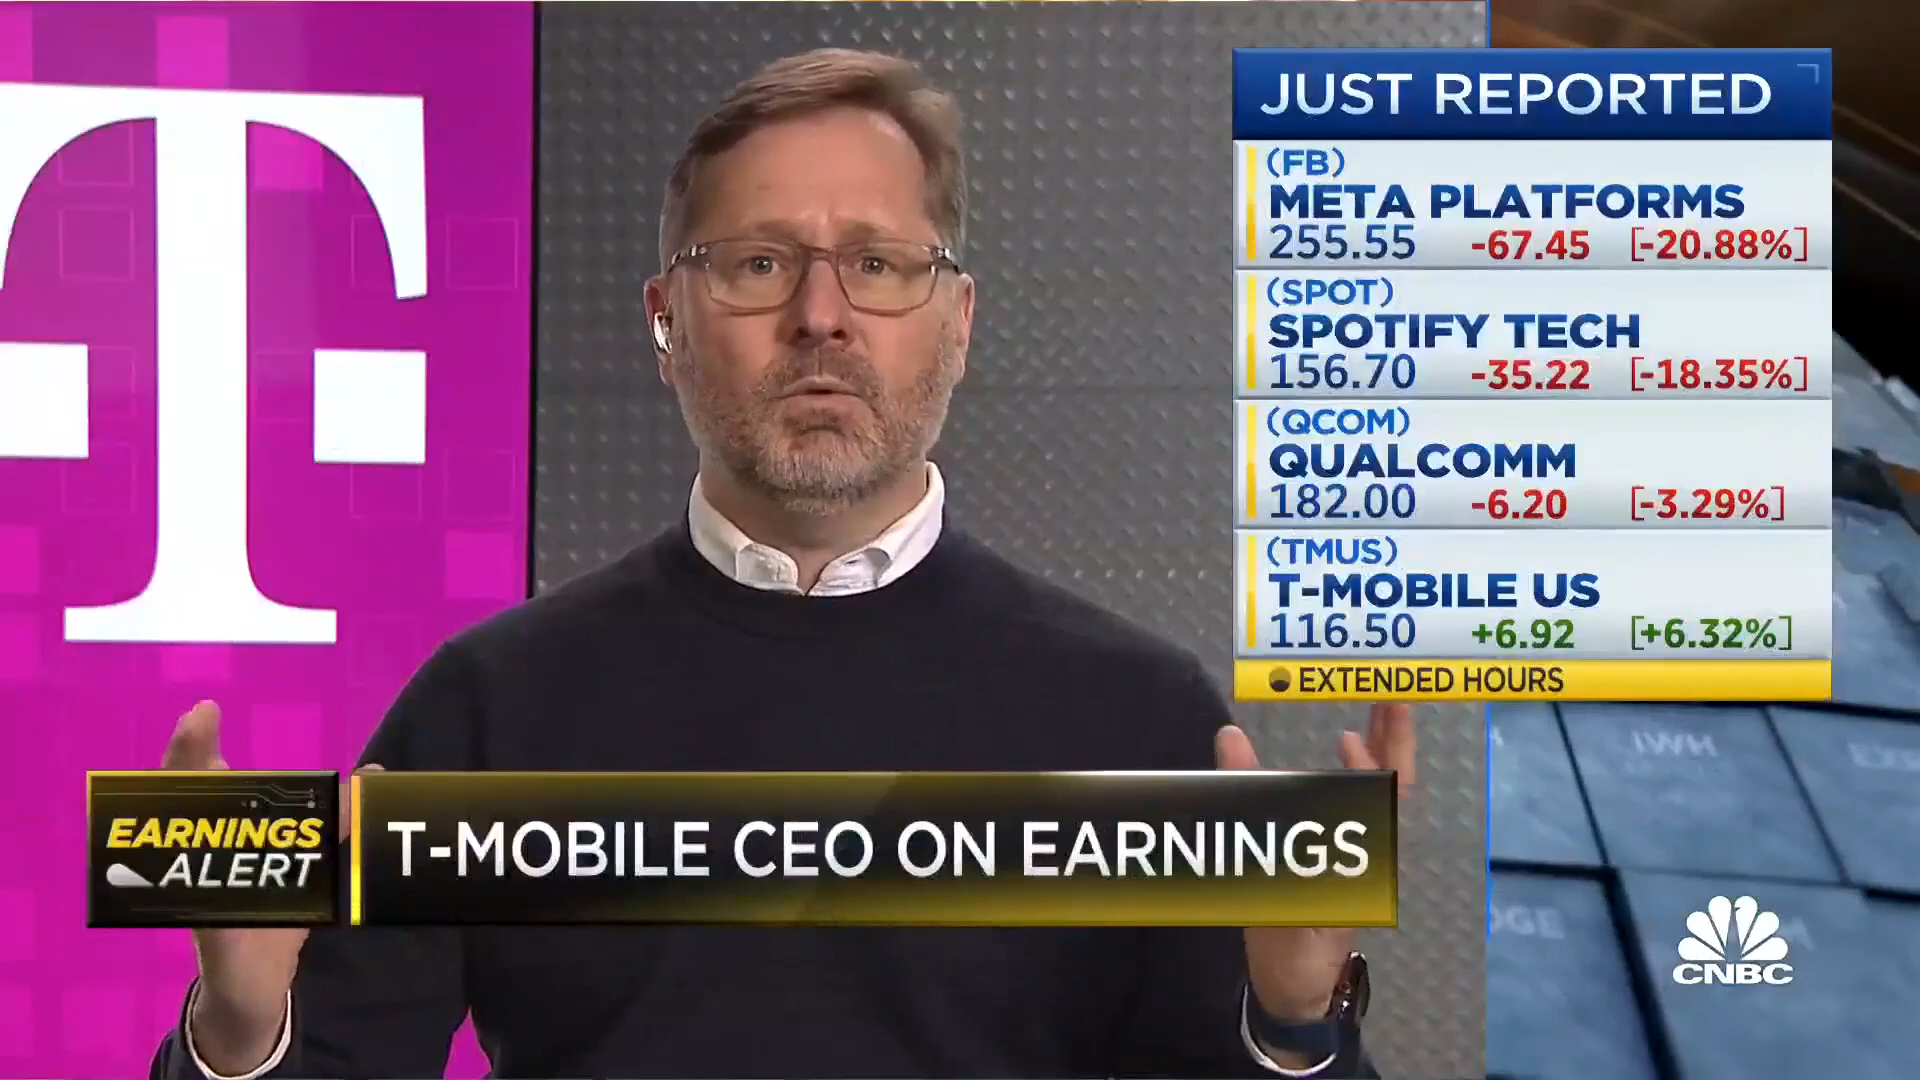 T
JUST REPORTED
(FB)
META PLATFORMS
255.55 -67.45 [-20.88%]
(SPOT)
SPOTIFY TECH
156.70 -35.22 [-18.35%]
(QCOM)
QUALCOMM
182.00 -6.20 [-3.29%]
(TMUS)
T-MOBILE US
116.50 +6.92 [+6.32%]
EXTENDED HOURS
IWH
EARNINGS
ALERT
T-MOBILE CEO ON EARNINGS
CNBC